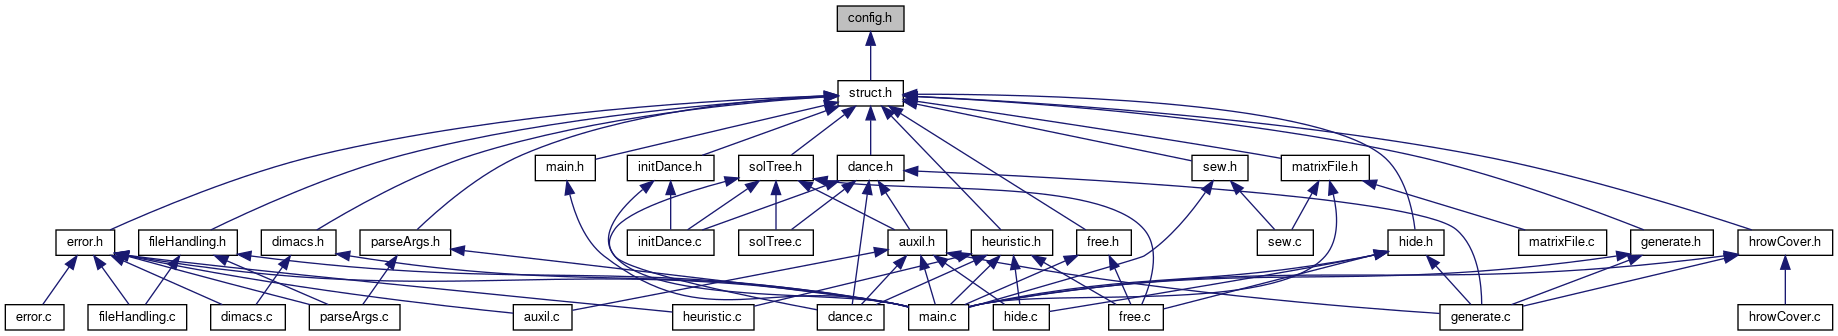 config.h
struct.h
main.h
initDance.h
solTree.h
dance.h
sew.h
matrixFile.h
error.h
fileHandling.h
dimacs.h
parseArgs.h
initDance.c
solTree.c
auxil.h
heuristic.h
free.h
sew.c
hide.h
matrixFile.c
generate.h
hrowCover.h
error.c
fileHandling.c
dimacs.c
parseArgs.c
auxil.c
heuristic.c
dance.c
main.c
hide.c
free.c
generate.c
hrowCover.c